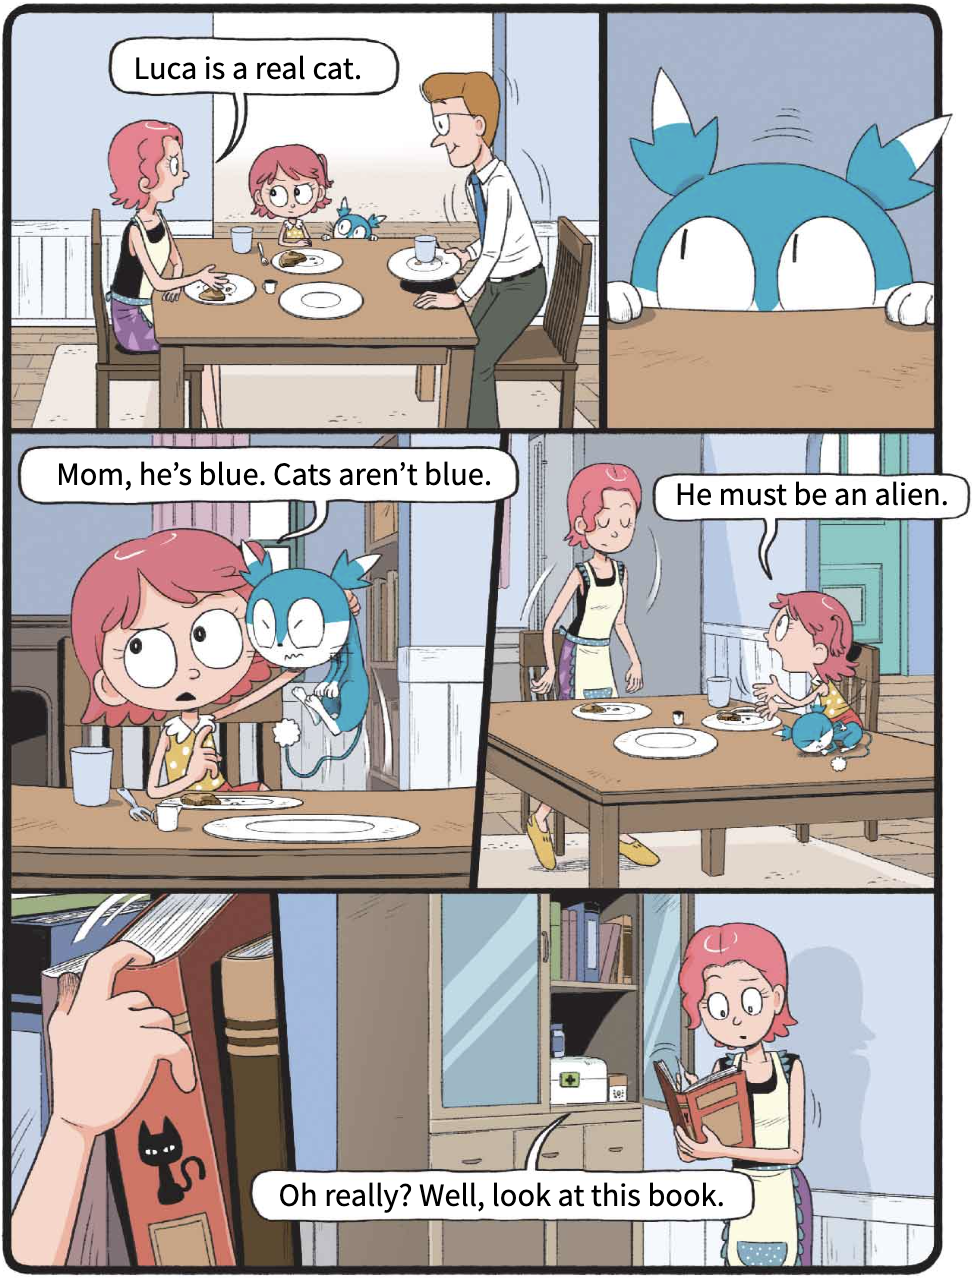 Luca is a real cat.
Mom, he's blue. Cats aren't blue.
He must be an alien.
Oh really? Well, look at this book.